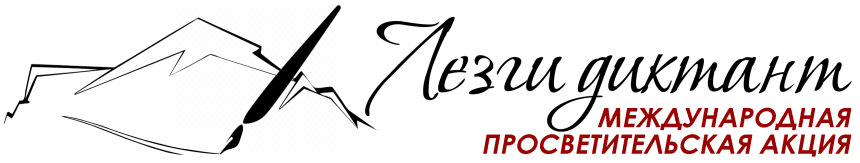 Лезги диктант
МЕЖДУНАРОДНАЯ
ПРОСВЕТИТЕЛЬСКАЯ АКЦИЯ